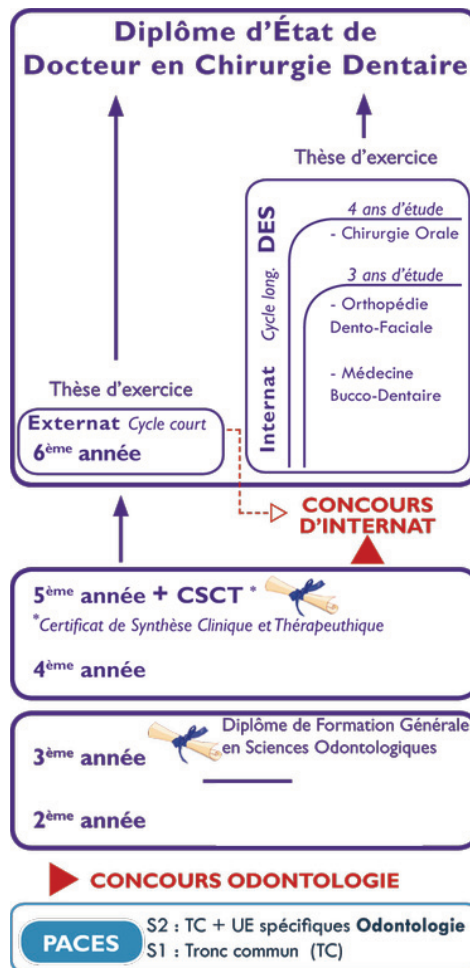 Diplôme d'État de
Docteur en Chirurgie Dentaire
Thèse d'exercice
Internat Cycle long. DES
4 ans d'étude
- Chirurgie Orale
3 ans d'étude
- Orthopédie
Dento-Faciale
- Médecine
Bucco-Dentaire
Thèse d'exercice
Externat Cycle court
6ème année
CONCOURS
D'INTERNAT
5ème année + CSCT *
*Certificat de Synthèse Clinique et Thérapeuthique
4ème année
Diplôme de Formation Générale
en Sciences Odontologiques
3ème année
2ème année
CONCOURS ODONTOLOGIE
PACES
S2 : TC + UE spécifiques Odontologie
S1 : Tronc commun (TC)